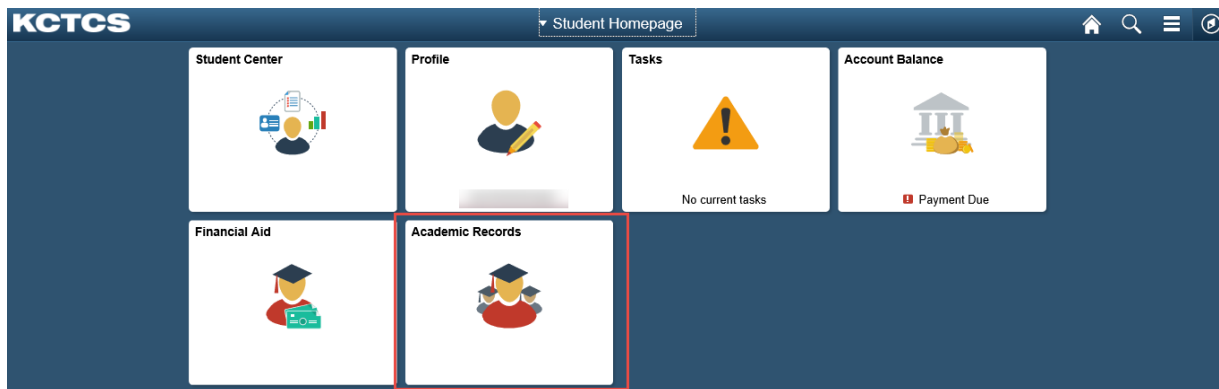 KCTCS
Student Homepage
Student Center
Profile
Tasks
Account Balance
No current tasks
Payment Due
Financial Aid
Academic Records